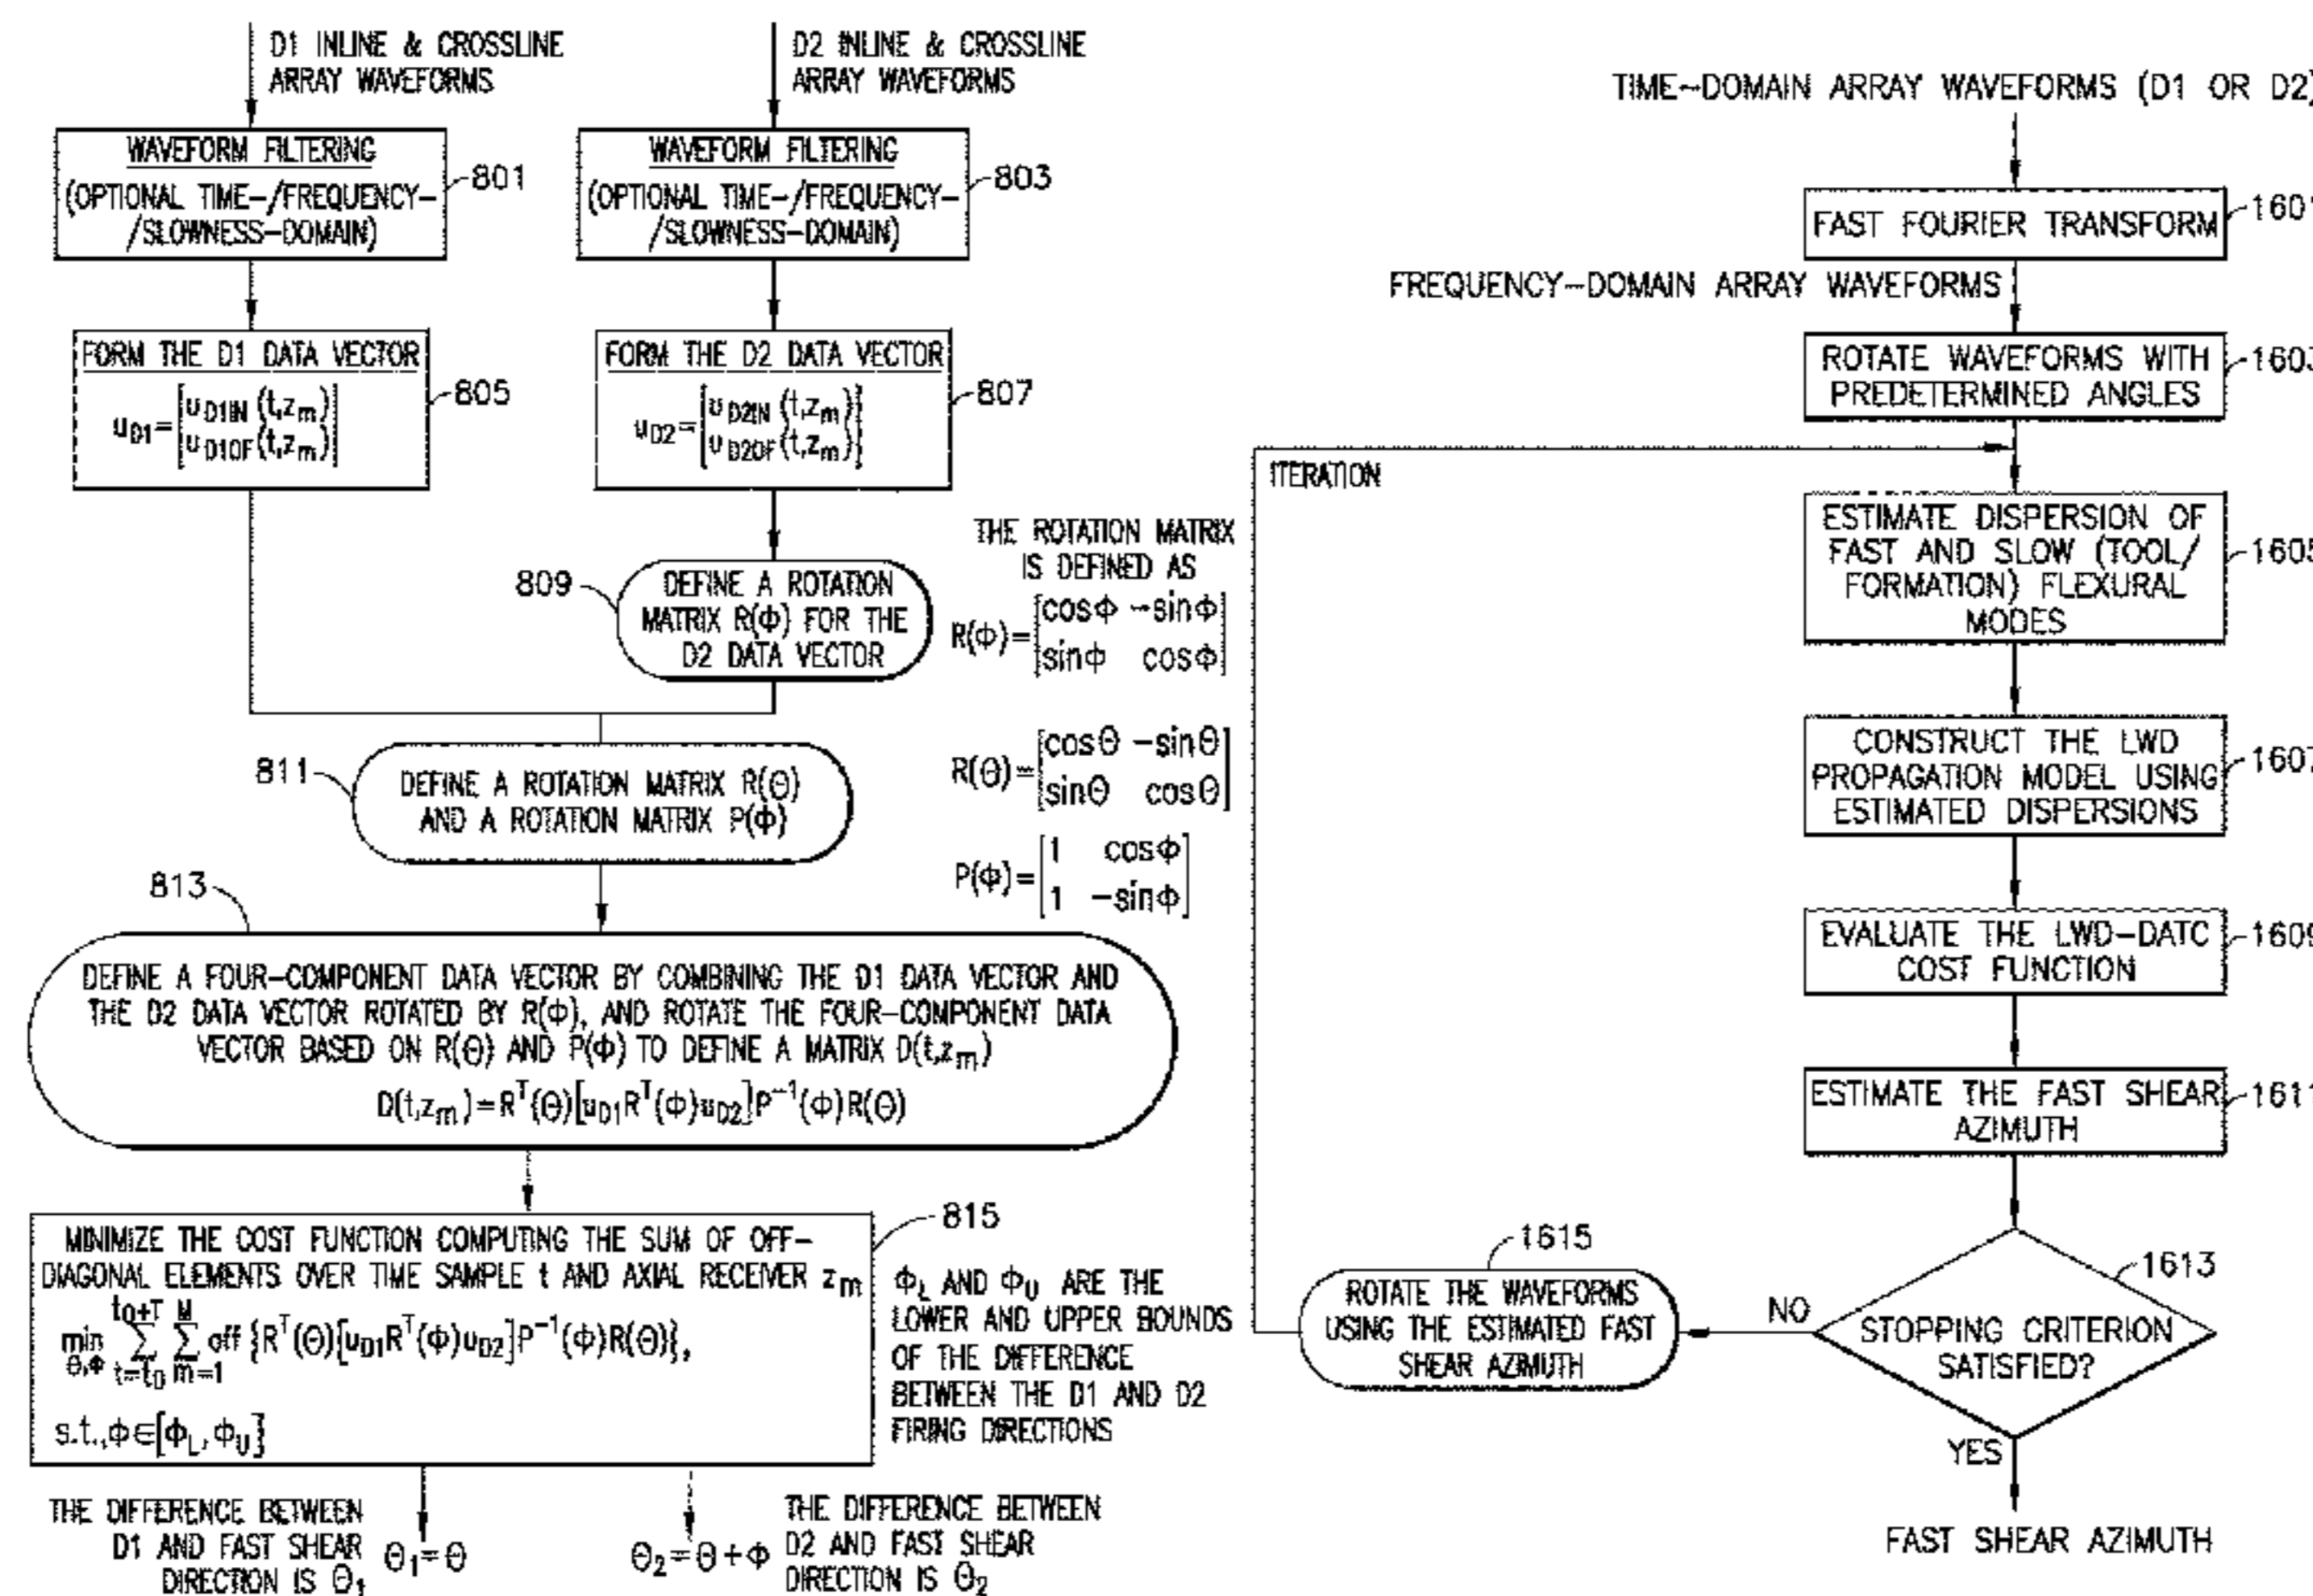 D1 INLINE & CROSSLINE
ARRAY WAVEFORMS
D2 INLINE & CROSSLINE
ARRAY WAVEFORMS
WAVEFORM FILTERING
(OPTIONAL TIME-/FREQUENCY-
/SLOWNESS-DOMAIN)
801
WAVEFORM FILTERING
(OPTIONAL TIME-/FREQUENCY-
/SLOWNESS-DOMAIN)
803
FORM THE D1 DATA VECTOR
u_D1=[u_D1IN (t,z_m)
u_D1OF (t,z_m)]
805
FORM THE D2 DATA VECTOR
u_D2=[u_D2IN (t,z_m)
u_D2OF (t,z_m)]
807
809
DEFINE A ROTATION
MATRIX R(Φ) FOR THE
D2 DATA VECTOR
THE ROTATION MATRIX
IS DEFINED AS
R(Φ)=[cosΦ -sinΦ
sinΦ cosΦ]
R(Θ)=[cosΘ -sinΘ
sinΘ cosΘ]
P(Φ)=[1 cosΦ
1 -sinΦ]
811
DEFINE A ROTATION MATRIX R(Θ)
AND A ROTATION MATRIX P(Φ)
813
DEFINE A FOUR-COMPONENT DATA VECTOR BY COMBINING THE D1 DATA VECTOR AND
THE D2 DATA VECTOR ROTATED BY R(Φ), AND ROTATE THE FOUR-COMPONENT DATA
VECTOR BASED ON R(Θ) AND P(Φ) TO DEFINE A MATRIX D(t,z_m)
D(t,z_m)=R^T(Θ)[u_D1 R^T(Φ)u_D2]P^-1(Φ)R(Θ)
815
MINIMIZE THE COST FUNCTION COMPUTING THE SUM OF OFF-
DIAGONAL ELEMENTS OVER TIME SAMPLE t AND AXIAL RECEIVER z_m
min Θ,Φ ∑ t=t_0 t_0+T ∑ m=1 M off {R^T(Θ)[u_D1 R^T(Φ)u_D2]P^-1(Φ)R(Θ)},
s.t.,Φ∈[Φ_L,Φ_U]
Φ_L AND Φ_U ARE THE
LOWER AND UPPER BOUNDS
OF THE DIFFERENCE
BETWEEN THE D1 AND D2
FIRING DIRECTIONS
THE DIFFERENCE BETWEEN
D1 AND FAST SHEAR
DIRECTION IS Θ_1
Θ_1=Θ
Θ_2=Θ+Φ
THE DIFFERENCE BETWEEN
D2 AND FAST SHEAR
DIRECTION IS Θ_2
TIME-DOMAIN ARRAY WAVEFORMS (D1 OR D2)
FAST FOURIER TRANSFORM
1601
FREQUENCY-DOMAIN ARRAY WAVEFORMS
ROTATE WAVEFORMS WITH
PREDETERMINED ANGLES
1603
ITERATION
ESTIMATE DISPERSION OF
FAST AND SLOW (TOOL/
FORMATION) FLEXURAL
MODES
1605
CONSTRUCT THE LWD
PROPAGATION MODEL USING
ESTIMATED DISPERSIONS
1607
EVALUATE THE LWD-DATC
COST FUNCTION
1609
ESTIMATE THE FAST SHEAR
AZIMUTH
1611
1613
STOPPING CRITERION
SATISFIED?
NO
1615
ROTATE THE WAVEFORMS
USING THE ESTIMATED FAST
SHEAR AZIMUTH
YES
FAST SHEAR AZIMUTH